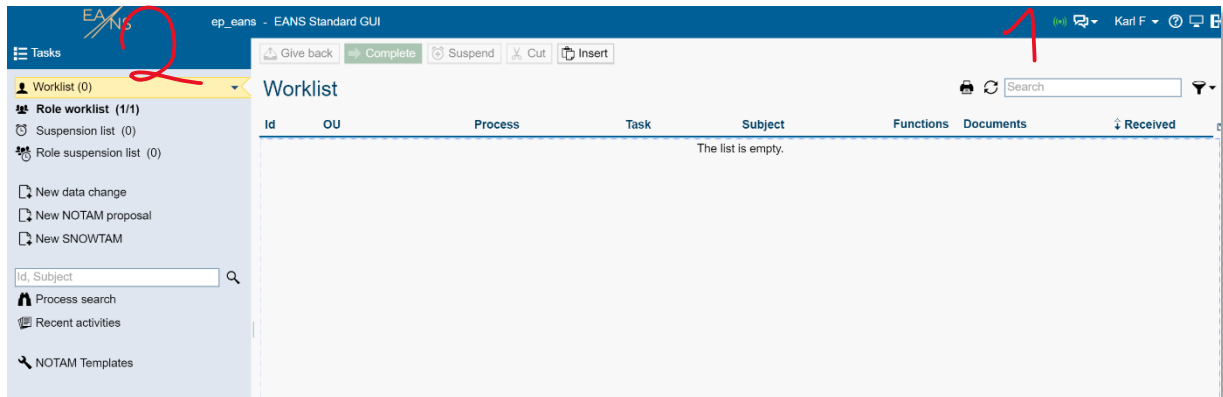 EANS ep_eans - EANS Standard GUI Karl F
2 1
Tasks Give back Complete Suspend Cut Insert
Worklist (0)
Worklist Search
Role worklist (1/1)
Id OU Process Task Subject Functions Documents Received
Suspension list (0)
The list is empty.
Role suspension list (0)
New data change
New NOTAM proposal
New SNOWTAM
Id, Subject
Process search
Recent activities
NOTAM Templates